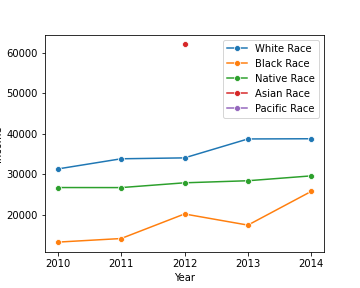 White Race
Black Race
Native Race
Asian Race
Pacific Race
60000
50000
40000
30000
20000
2010
2011
2012
2013
2014
Year